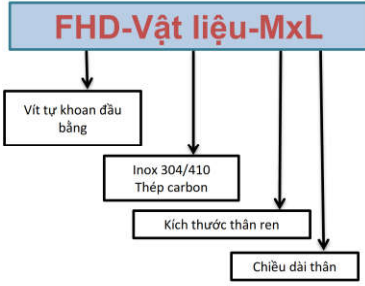 FHD-Vật liệu-MxL
Vít tự khoan đầu
bằng
Inox 304/410
Thép carbon
Kích thước thân ren
Chiều dài thân